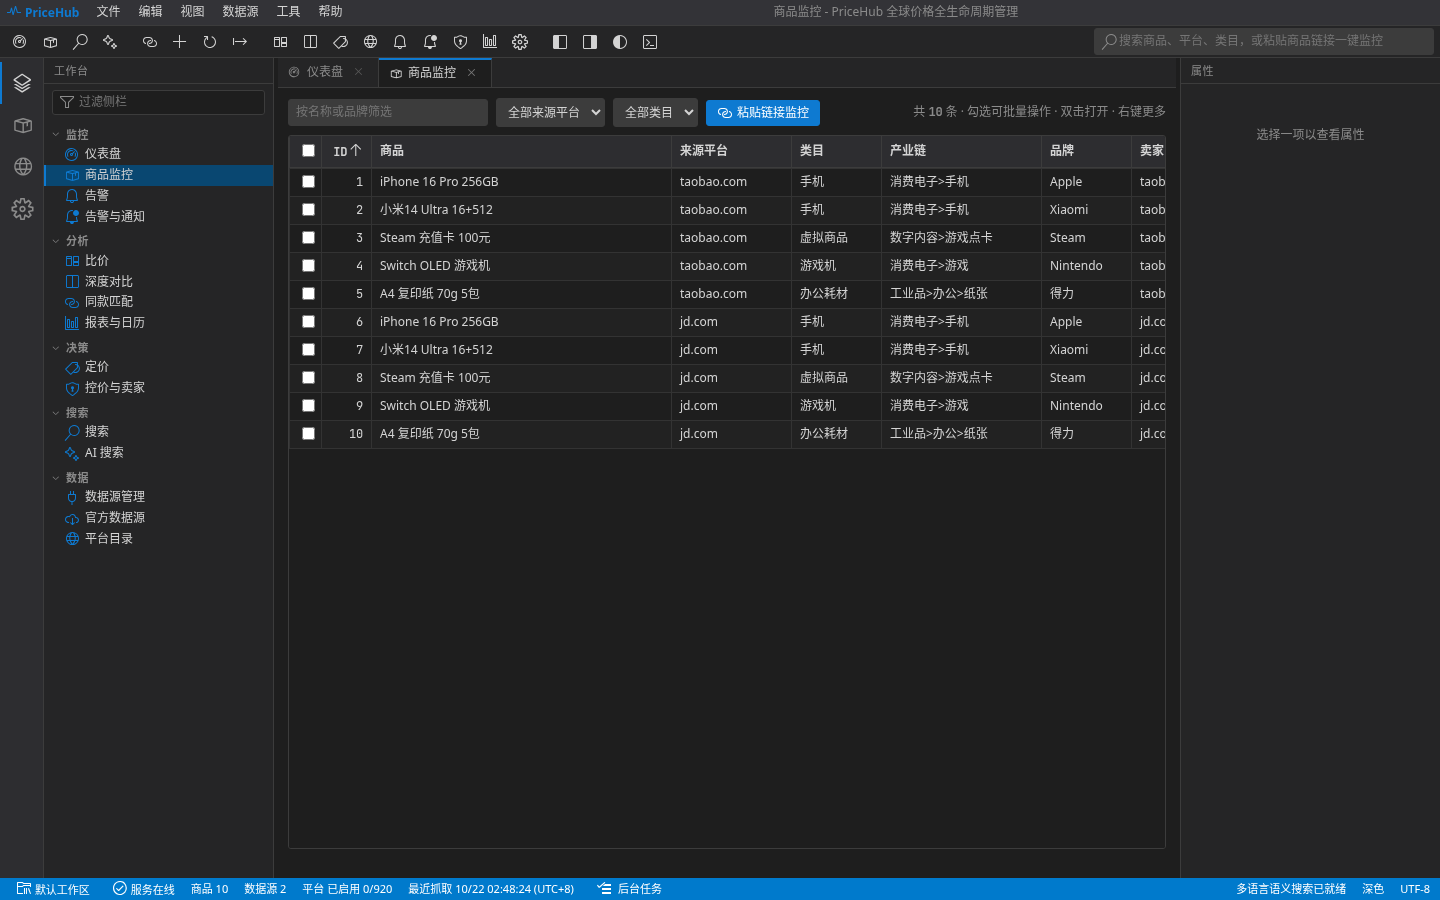 PriceHub 文件 编辑 视图 数据源 工具 帮助 商品监控 - PriceHub 全球价格全生命周期管理
搜索商品、平台、类目，或粘贴商品链接一键监控
工作台
过滤侧栏
监控
仪表盘
商品监控
告警
告警与通知
分析
比价
深度对比
同款匹配
报表与日历
决策
定价
控价与卖家
搜索
搜索
AI 搜索
数据
数据源管理
官方数据源
平台目录
仪表盘 商品监控
按名称或品牌筛选 全部来源平台 全部类目 粘贴链接监控 共 10 条 · 勾选可批量操作 · 双击打开 · 右键更多
ID 商品 来源平台 类目 产业链 品牌 卖家
1 iPhone 16 Pro 256GB taobao.com 手机 消费电子>手机 Apple taob
2 小米14 Ultra 16+512 taobao.com 手机 消费电子>手机 Xiaomi taob
3 Steam 充值卡 100元 taobao.com 虚拟商品 数字内容>游戏点卡 Steam taob
4 Switch OLED 游戏机 taobao.com 游戏机 消费电子>游戏 Nintendo taob
5 A4 复印纸 70g 5包 taobao.com 办公耗材 工业品>办公>纸张 得力 taob
6 iPhone 16 Pro 256GB jd.com 手机 消费电子>手机 Apple jd.co
7 小米14 Ultra 16+512 jd.com 手机 消费电子>手机 Xiaomi jd.co
8 Steam 充值卡 100元 jd.com 虚拟商品 数字内容>游戏点卡 Steam jd.co
9 Switch OLED 游戏机 jd.com 游戏机 消费电子>游戏 Nintendo jd.co
10 A4 复印纸 70g 5包 jd.com 办公耗材 工业品>办公>纸张 得力 jd.co
属性
选择一项以查看属性
默认工作区 服务在线 商品 10 数据源 2 平台 已启用 0/920 最近抓取 10/22 02:48:24 (UTC+8) 后台任务 多语言语义搜索已就绪 深色 UTF-8